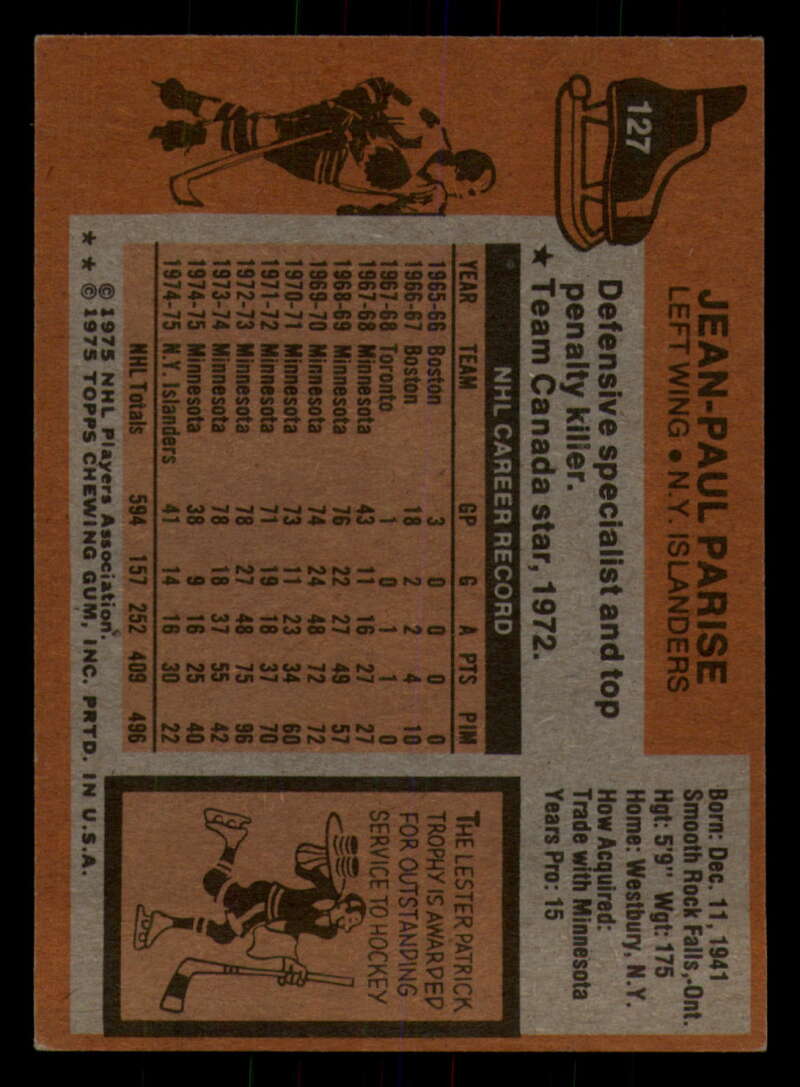 127
JEAN-PAUL PARISE
LEFT WING • N.Y. ISLANDERS
Born: Dec. 11, 1941
Smooth Rock Falls, Ont.
Hgt: 5'9" Wgt: 175
Home: Westbury, N.Y.
How Acquired:
Trade with Minnesota
Years Pro: 15
Defensive specialist and top
penalty killer.
★ Team Canada star, 1972.
NHL CAREER RECORD
YEAR TEAM GP G A PTS PIM
1965-66 Boston 3 0 0 0 0
1966-67 Boston 18 2 2 4 10
1967-68 Toronto 1 0 1 1 0
1967-68 Minnesota 43 11 16 27 27
1968-69 Minnesota 76 22 27 49 57
1969-70 Minnesota 74 24 48 72 72
1970-71 Minnesota 73 11 23 34 60
1971-72 Minnesota 71 19 18 37 70
1972-73 Minnesota 78 27 48 75 96
1973-74 Minnesota 78 18 37 55 42
1974-75 Minnesota 38 9 16 25 40
1974-75 N.Y. Islanders 41 14 16 30 22
NHL Totals 594 157 252 409 496
THE LESTER PATRICK
TROPHY IS AWARDED
FOR OUTSTANDING
SERVICE TO HOCKEY
© 1975 NHL Players Association.
★ ★ © 1975 TOPPS CHEWING GUM, INC. PRTD. IN U.S.A.